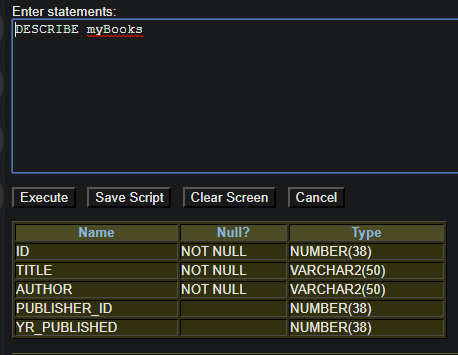 Enter statements:
DESCRIBE myBooks
Execute Save Script Clear Screen Cancel
Name Null? Type
ID NOT NULL NUMBER(38)
TITLE NOT NULL VARCHAR2(50)
AUTHOR NOT NULL VARCHAR2(50)
PUBLISHER_ID NUMBER(38)
YR_PUBLISHED NUMBER(38)